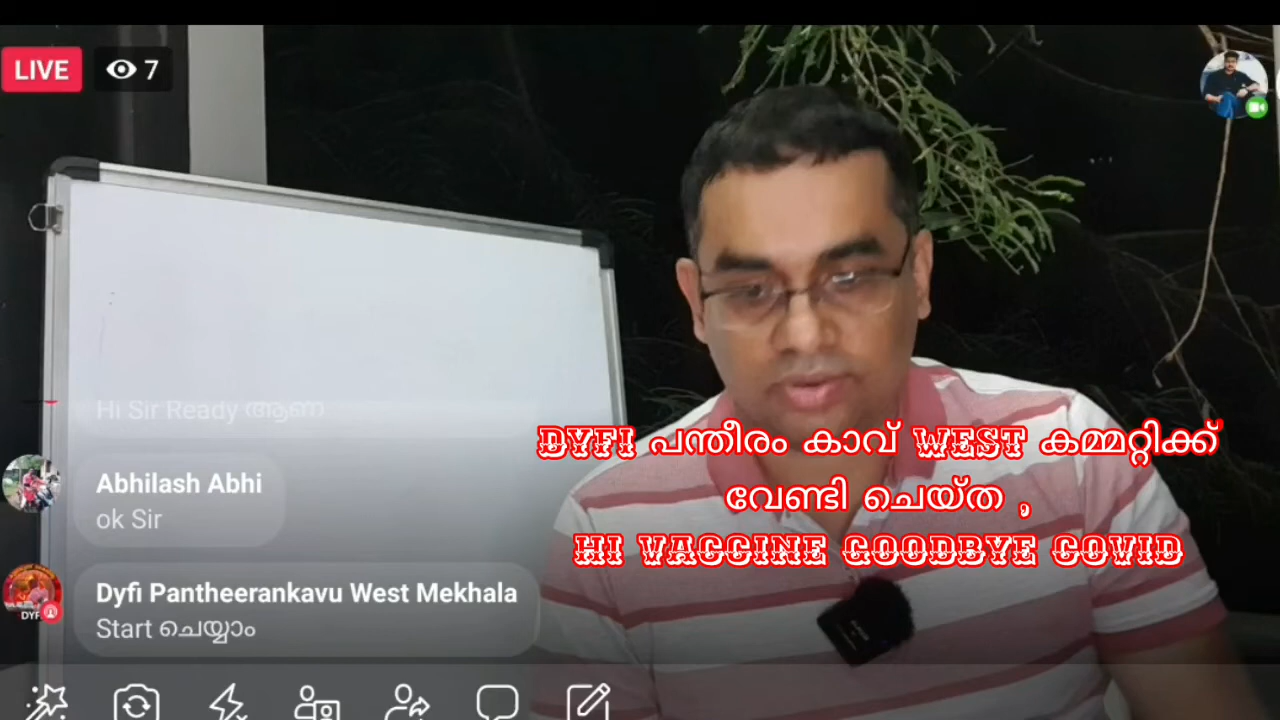 LIVE
7
Hi Sir Ready ആണ
Abhilash Abhi
ok Sir
Dyfi Pantheerankavu West Mekhala
Start ചെയ്യാം
DYFI പന്തീരം കാവ് WEST കമ്മറ്റിക്ക്
വേണ്ടി ചെയ്ത ,
HI VACCINE GOODBYE COVID